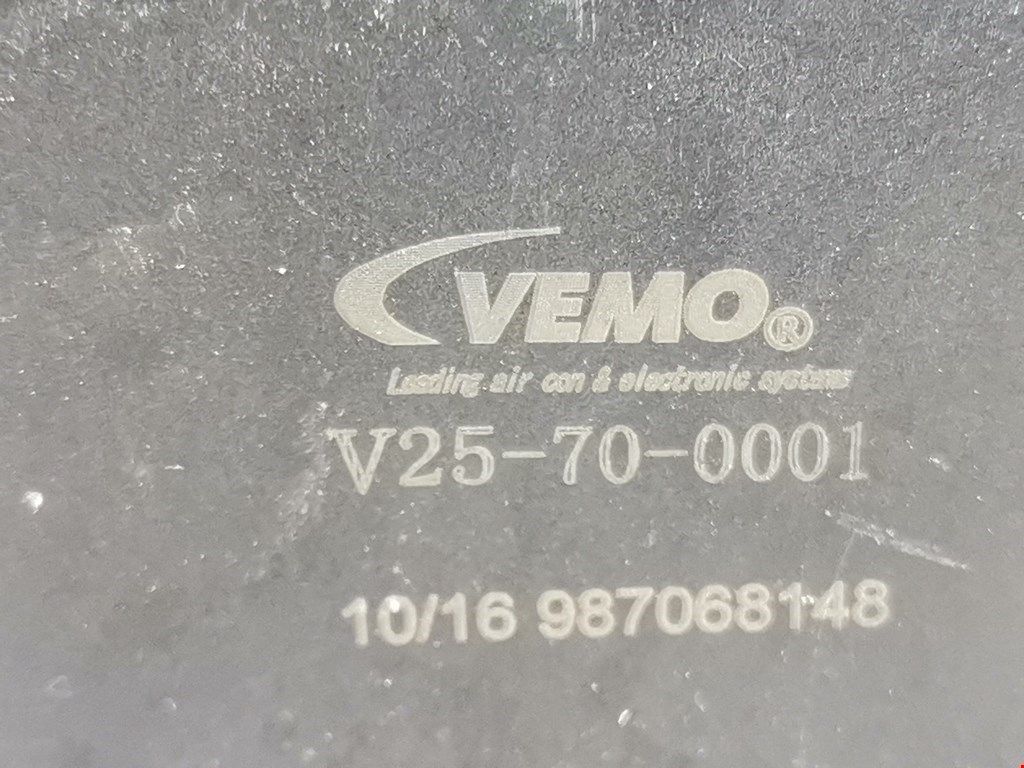 VEMO®
Leading air con & electronic systems
V25-70-0001
10/16 987068148